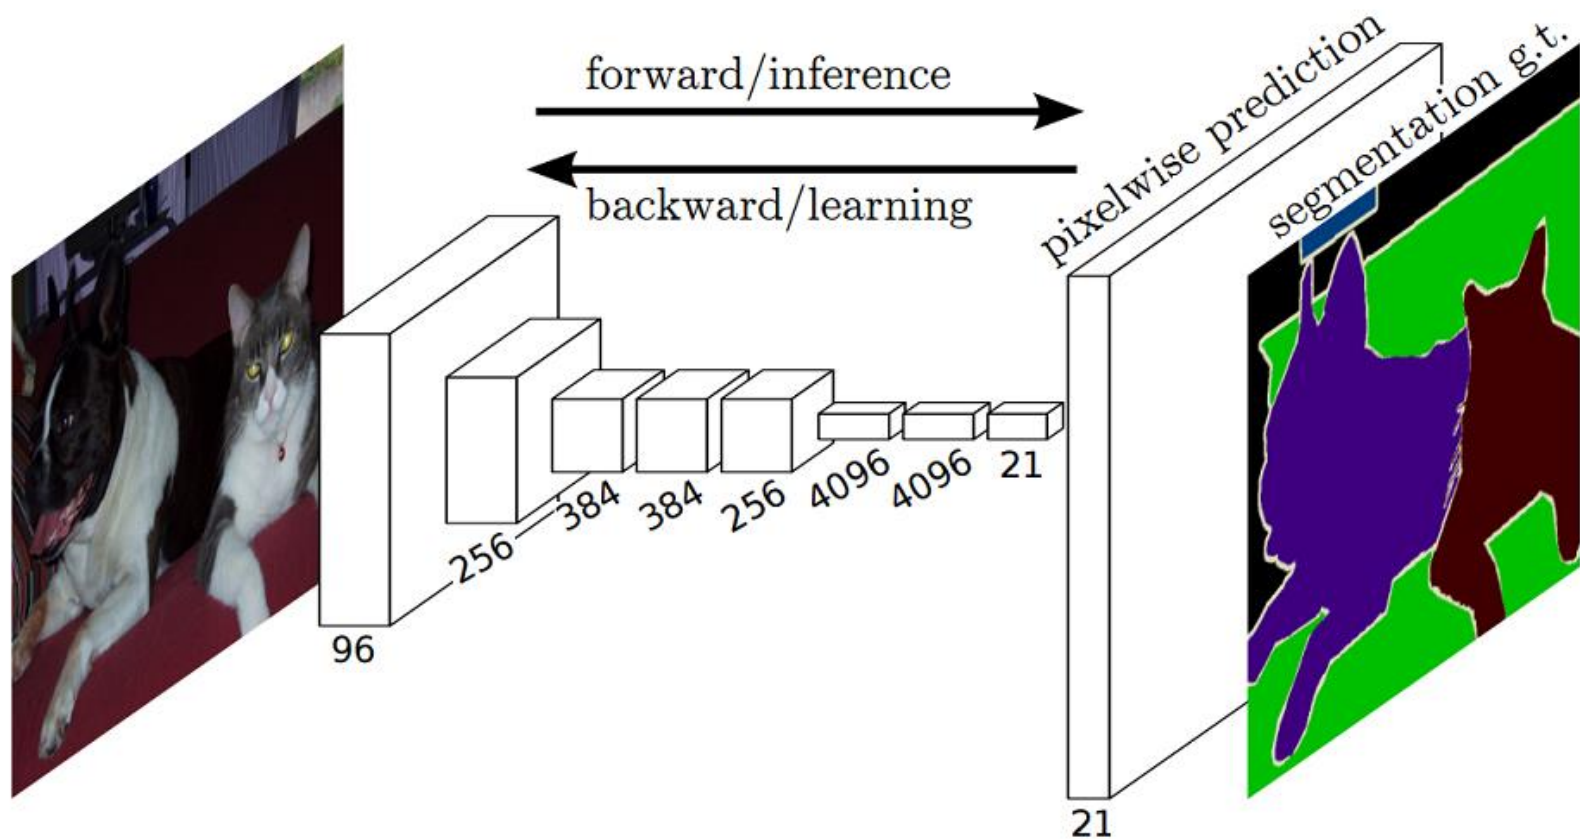 forward/inference
backward/learning
pixelwise prediction
segmentation g.t.
96
256
384
384
256
4096
4096
21
21